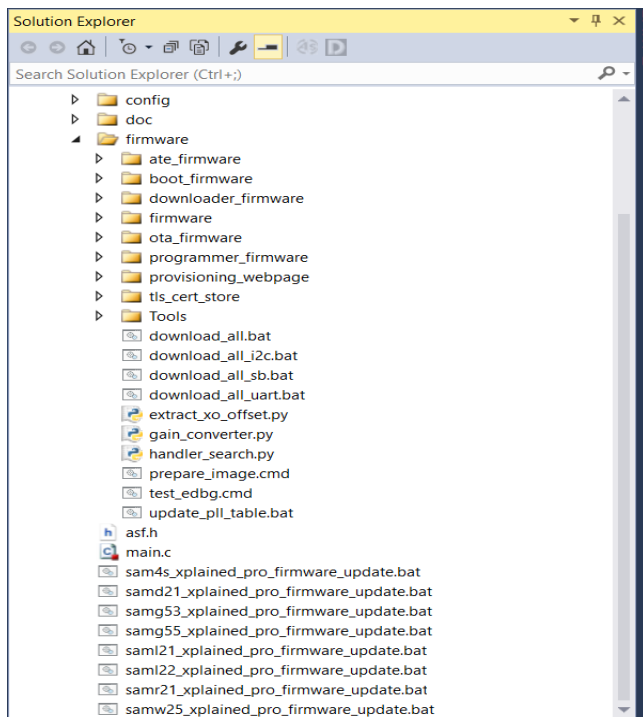 Solution Explorer
Search Solution Explorer (Ctrl+;)
config
doc
firmware
ate_firmware
boot_firmware
downloader_firmware
firmware
ota_firmware
programmer_firmware
provisioning_webpage
tls_cert_store
Tools
download_all.bat
download_all_i2c.bat
download_all_sb.bat
download_all_uart.bat
extract_xo_offset.py
gain_converter.py
handler_search.py
prepare_image.cmd
test_edbg.cmd
update_pll_table.bat
asf.h
main.c
sam4s_xplained_pro_firmware_update.bat
samd21_xplained_pro_firmware_update.bat
samg53_xplained_pro_firmware_update.bat
samg55_xplained_pro_firmware_update.bat
saml21_xplained_pro_firmware_update.bat
saml22_xplained_pro_firmware_update.bat
samr21_xplained_pro_firmware_update.bat
samw25_xplained_pro_firmware_update.bat